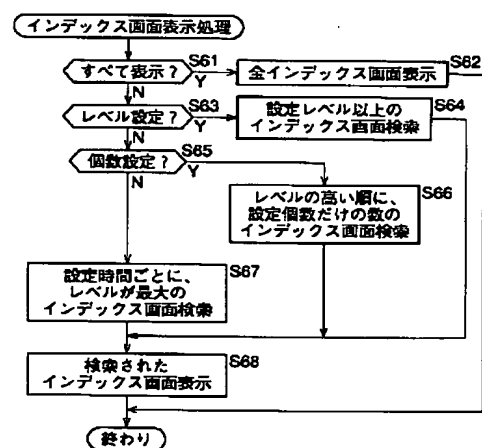 インデックス画面表示処理
すべて表示？
S61
Y
N
全インデックス画面表示
S62
レベル設定？
S63
Y
N
設定レベル以上の
インデックス画面検索
S64
個数設定？
S65
Y
N
レベルの高い順に、
設定個数だけの数の
インデックス画面検索
S66
設定時間ごとに、
レベルが最大の
インデックス画面検索
S67
検索された
インデックス画面表示
S68
終わり